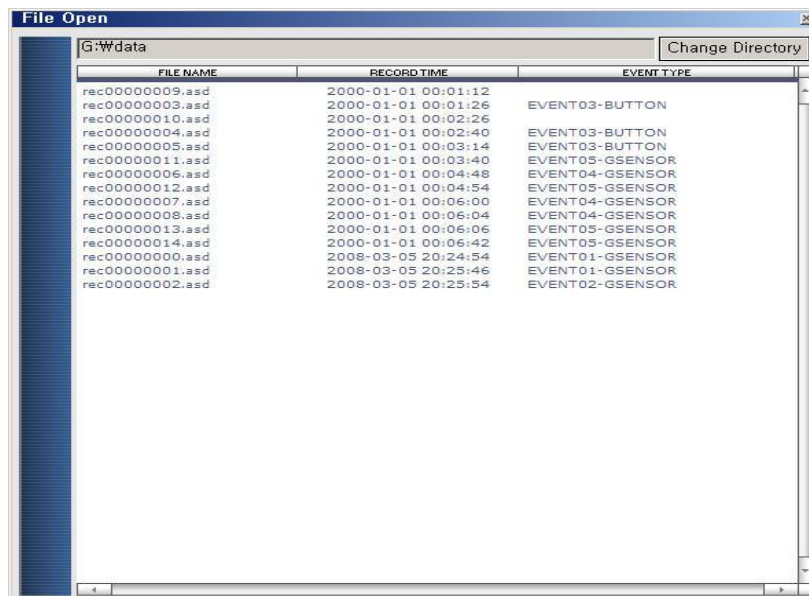 File Open
G:₩data
Change Directory
FILE NAME RECORD TIME EVENT TYPE
rec00000009.asd 2000-01-01 00:01:12
rec00000003.asd 2000-01-01 00:01:26 EVENT03-BUTTON
rec00000010.asd 2000-01-01 00:02:26
rec00000004.asd 2000-01-01 00:02:40 EVENT03-BUTTON
rec00000005.asd 2000-01-01 00:03:14 EVENT03-BUTTON
rec00000011.asd 2000-01-01 00:03:40 EVENT05-GSENSOR
rec00000006.asd 2000-01-01 00:04:48 EVENT04-GSENSOR
rec00000012.asd 2000-01-01 00:04:54 EVENT05-GSENSOR
rec00000007.asd 2000-01-01 00:06:00 EVENT04-GSENSOR
rec00000008.asd 2000-01-01 00:06:04 EVENT04-GSENSOR
rec00000013.asd 2000-01-01 00:06:06 EVENT05-GSENSOR
rec00000014.asd 2000-01-01 00:06:42 EVENT05-GSENSOR
rec00000000.asd 2008-03-05 20:24:54 EVENT01-GSENSOR
rec00000001.asd 2008-03-05 20:25:46 EVENT01-GSENSOR
rec00000002.asd 2008-03-05 20:25:54 EVENT02-GSENSOR